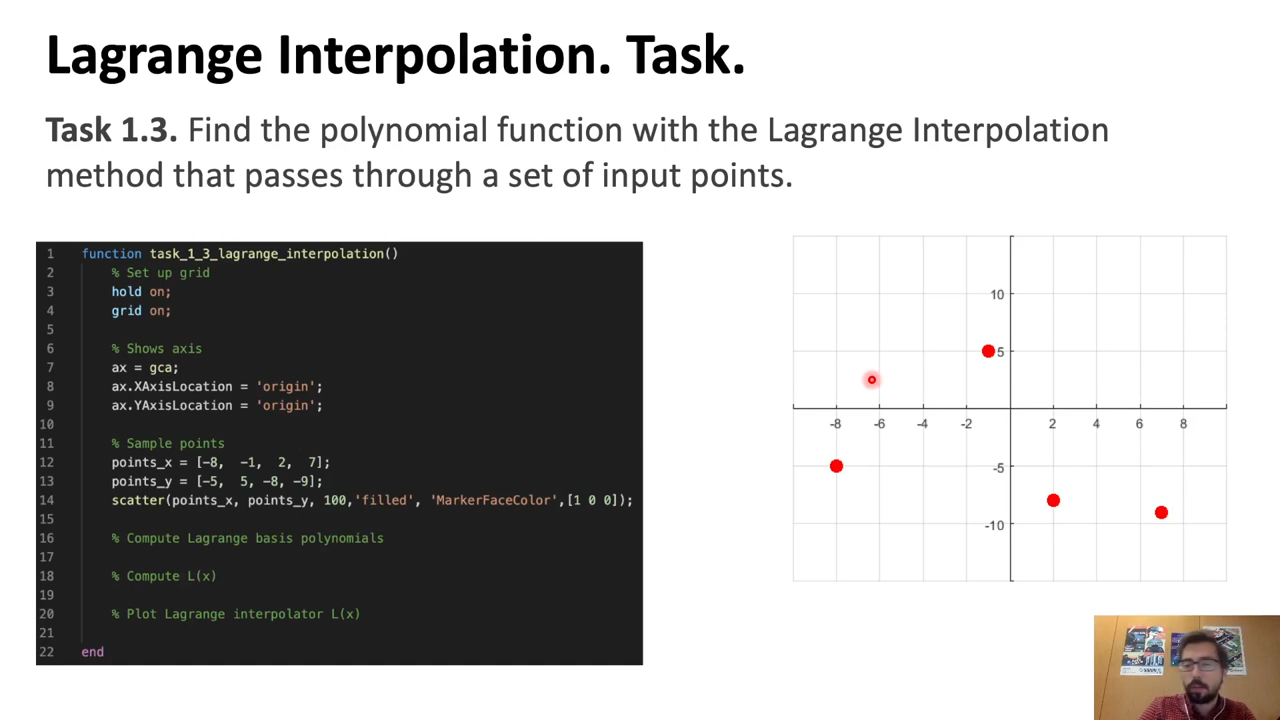 Lagrange Interpolation. Task.
Task 1.3. Find the polynomial function with the Lagrange Interpolation
method that passes through a set of input points.
1 function task_1_3_lagrange_interpolation()
2 % Set up grid
3 hold on;
4 grid on;
5
6 % Shows axis
7 ax = gca;
8 ax.XAxisLocation = 'origin';
9 ax.YAxisLocation = 'origin';
10
11 % Sample points
12 points_x = [-8, -1, 2, 7];
13 points_y = [-5, 5, -8, -9];
14 scatter(points_x, points_y, 100,'filled', 'MarkerFaceColor',[1 0 0]);
15
16 % Compute Lagrange basis polynomials
17
18 % Compute L(x)
19
20 % Plot Lagrange interpolator L(x)
21
22 end
10
5
-8 -6 -4 -2 2 4 6 8
-5
-10